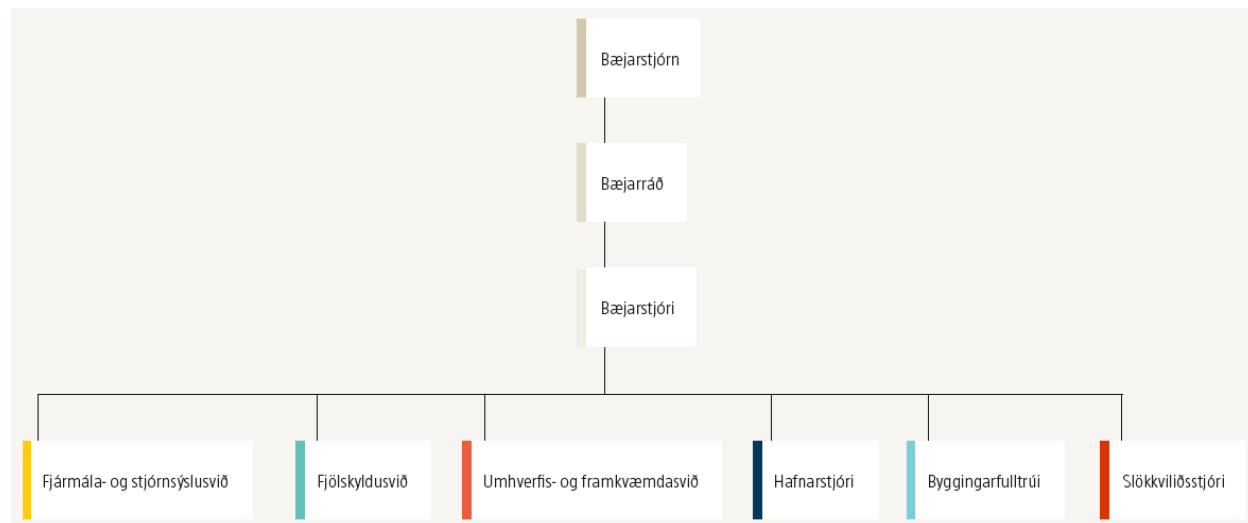 Bæjarstjórn
Bæjarráð
Bæjarstjóri
Fjármála- og stjórnsýslusvið
Fjölskyldusvið
Umhverfis- og framkvæmdasvið
Hafnarstjóri
Byggingarfulltrúi
Slökkviliðsstjóri